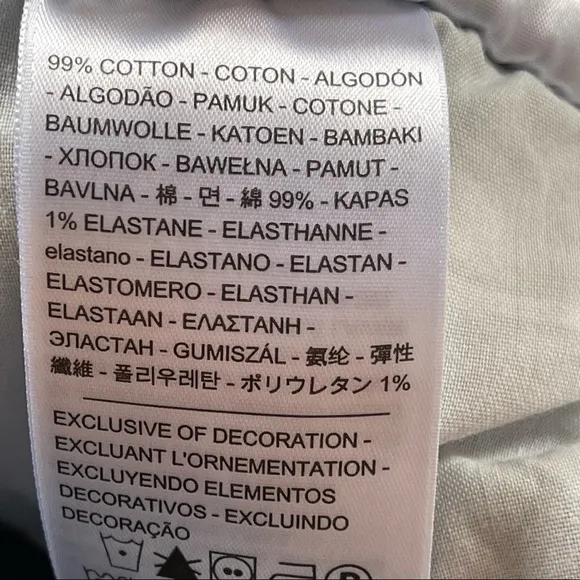 99% COTTON - COTON - ALGODÓN
- ALGODÃO - PAMUK - COTONE -
BAUMWOLLE - KATOEN - BAMBAKI
- ХЛОПОК - BAWEŁNA - PAMUT -
BAVLNA - 棉 - 면 - 綿 99% - KAPAS
1% ELASTANE - ELASTHANNE -
elastano - ELASTANO - ELASTAN -
ELASTOMERO - ELASTHAN -
ELASTAAN - ΕΛΑΣΤΑΝΗ -
ЭЛАСТАН - GUMISZÁL - 氨纶 - 彈性
纖維 - 폴리우레탄 - ポリウレタン 1%
EXCLUSIVE OF DECORATION -
EXCLUANT L'ORNEMENTATION -
EXCLUYENDO ELEMENTOS
DECORATIVOS - EXCLUINDO
DECORAÇÃO